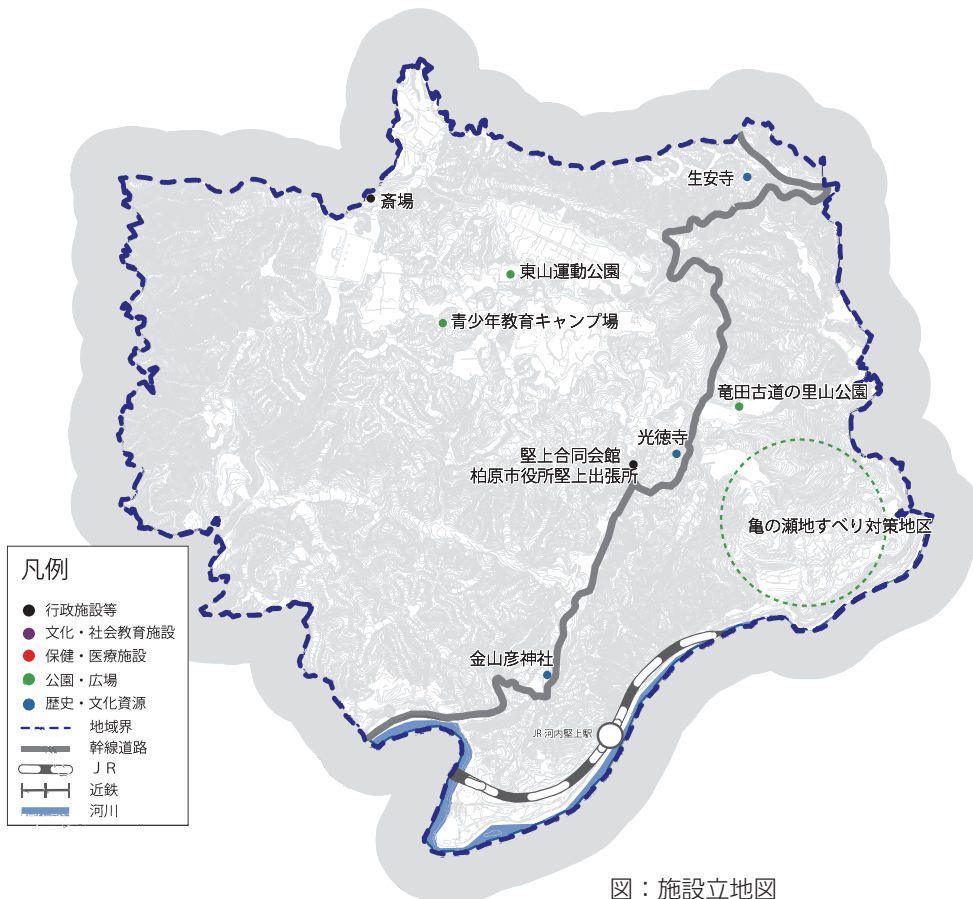 生安寺
斎場
東山運動公園
青少年教育キャンプ場
竜田古道の里山公園
光徳寺
堅上合同会館
柏原市役所堅上出張所
亀の瀬地すべり対策地区
凡例
行政施設等
文化・社会教育施設
保健・医療施設
公園・広場
歴史・文化資源
地域界
幹線道路
ＪＲ
近鉄
河川
金山彦神社
JR 河内堅上駅
図：施設立地図